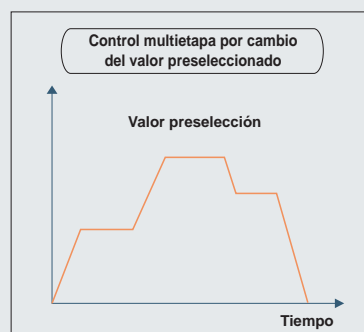 Control multietapa por cambio
del valor preseleccionado
Valor preselección
Tiempo